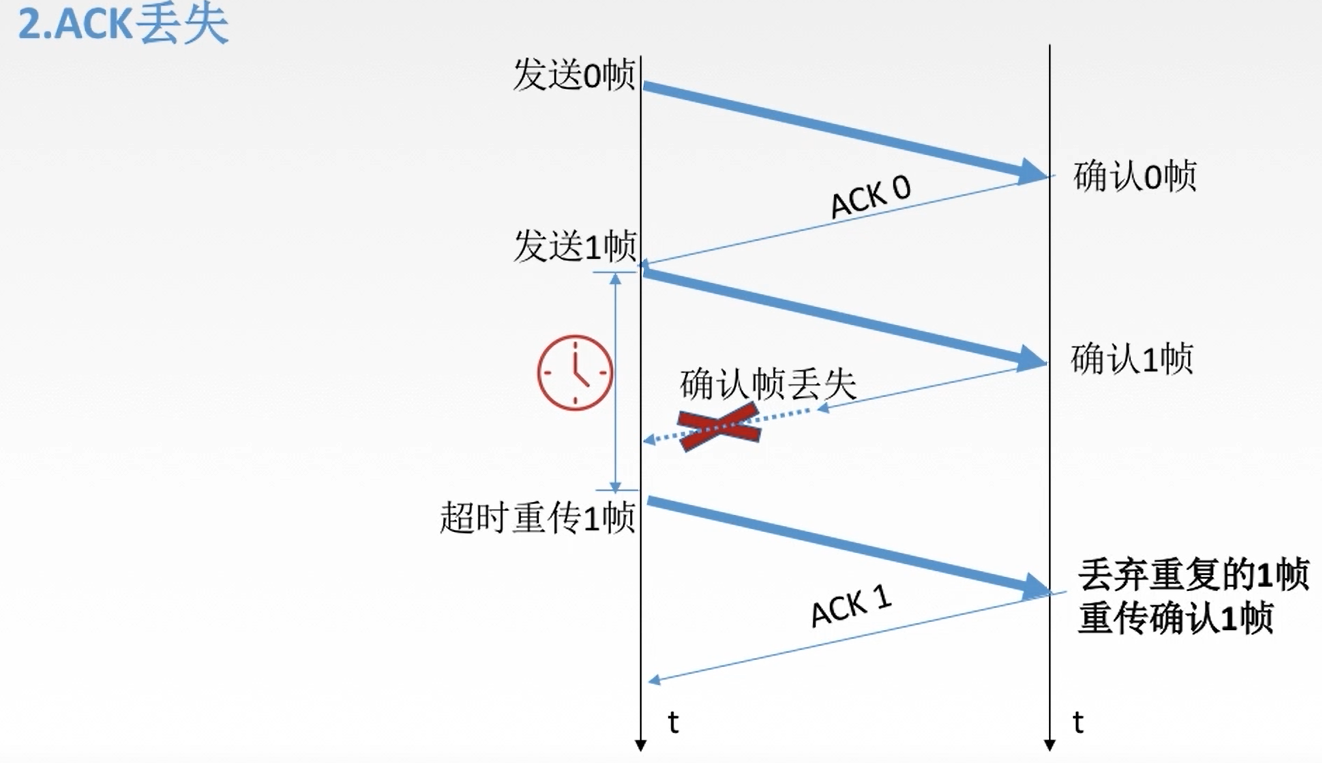 2.ACK丢失
发送0帧
确认0帧
ACK 0
发送1帧
确认1帧
确认帧丢失
超时重传1帧
丢弃重复的1帧
重传确认1帧
ACK 1
t
t